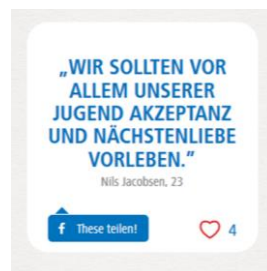 „WIR SOLLTEN VOR
ALLEM UNSERER
JUGEND AKZEPTANZ
UND NÄCHSTENLIEBE
VORLEBEN.“
Nils Jacobsen, 23
f These teilen!
4